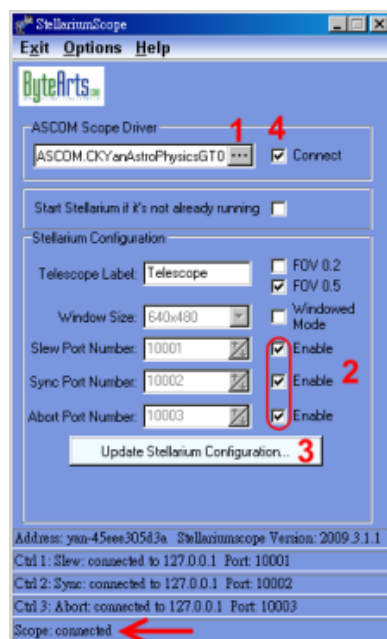 StellariumScope
Exit Options Help
ByteArts
ASCOM Scope Driver
1 4
ASCOM.CKYanAstroPhysicsGTO ... Connect
Start Stellarium if it's not already running
Stellarium Configuration
Telescope Label: Telescope
FOV 0.2
FOV 0.5
Window Size: 640x480 Windowed Mode
Slew Port Number: 10001 Enable
Sync Port Number: 10002 Enable 2
Abort Port Number: 10003 Enable
Update Stellarium Configuration... 3
Address: yan-45eee305d3a Stellariumscope Version: 2009.3.1.1
Ctrl 1: Slew: connected to 127.0.0.1 Port: 10001
Ctrl 2: Sync: connected to 127.0.0.1 Port: 10002
Ctrl 3: Abort: connected to 127.0.0.1 Port: 10003
Scope: connected